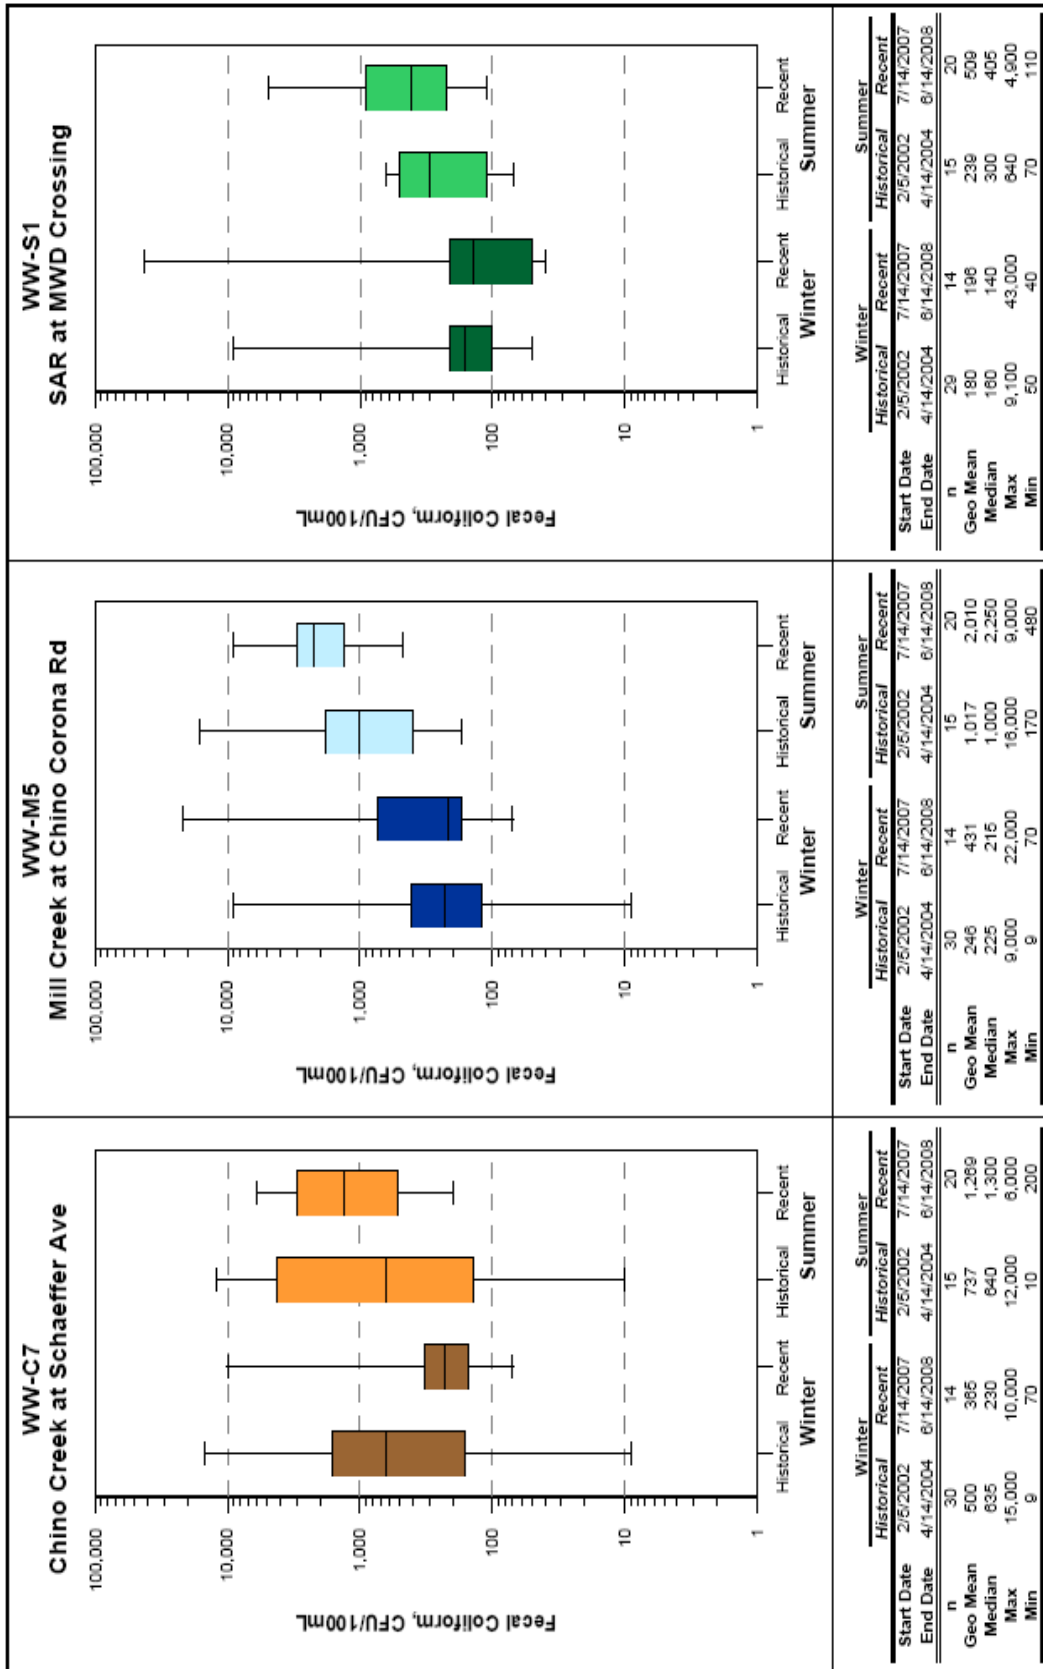 WW-C7
Chino Creek at Schaeffer Ave
Fecal Coliform, CFU/100mL
100,000
10,000
1,000
100
10
1
Historical Recent Historical Recent
Winter Summer
Winter Summer
Historical Recent Historical Recent
Start Date 2/5/2002 7/14/2007 2/5/2002 7/14/2007
End Date 4/14/2004 6/14/2008 4/14/2004 6/14/2008
n 30 14 15 20
Geo Mean 500 365 737 1,269
Median 635 230 640 1,300
Max 15,000 10,000 12,000 6,000
Min 9 70 10 200
WW-M5
Mill Creek at Chino Corona Rd
Fecal Coliform, CFU/100mL
100,000
10,000
1,000
100
10
1
Historical Recent Historical Recent
Winter Summer
Winter Summer
Historical Recent Historical Recent
Start Date 2/5/2002 7/14/2007 2/5/2002 7/14/2007
End Date 4/14/2004 6/14/2008 4/14/2004 6/14/2008
n 30 14 15 20
Geo Mean 246 431 1,017 2,010
Median 225 215 1,000 2,250
Max 9,000 22,000 16,000 9,000
Min 9 70 170 480
WW-S1
SAR at MWD Crossing
Fecal Coliform, CFU/100mL
100,000
10,000
1,000
100
10
1
Historical Recent Historical Recent
Winter Summer
Winter Summer
Historical Recent Historical Recent
Start Date 2/5/2002 7/14/2007 2/5/2002 7/14/2007
End Date 4/14/2004 6/14/2008 4/14/2004 6/14/2008
n 29 14 15 20
Geo Mean 180 196 239 509
Median 160 140 300 405
Max 9,100 43,000 640 4,900
Min 50 40 70 110